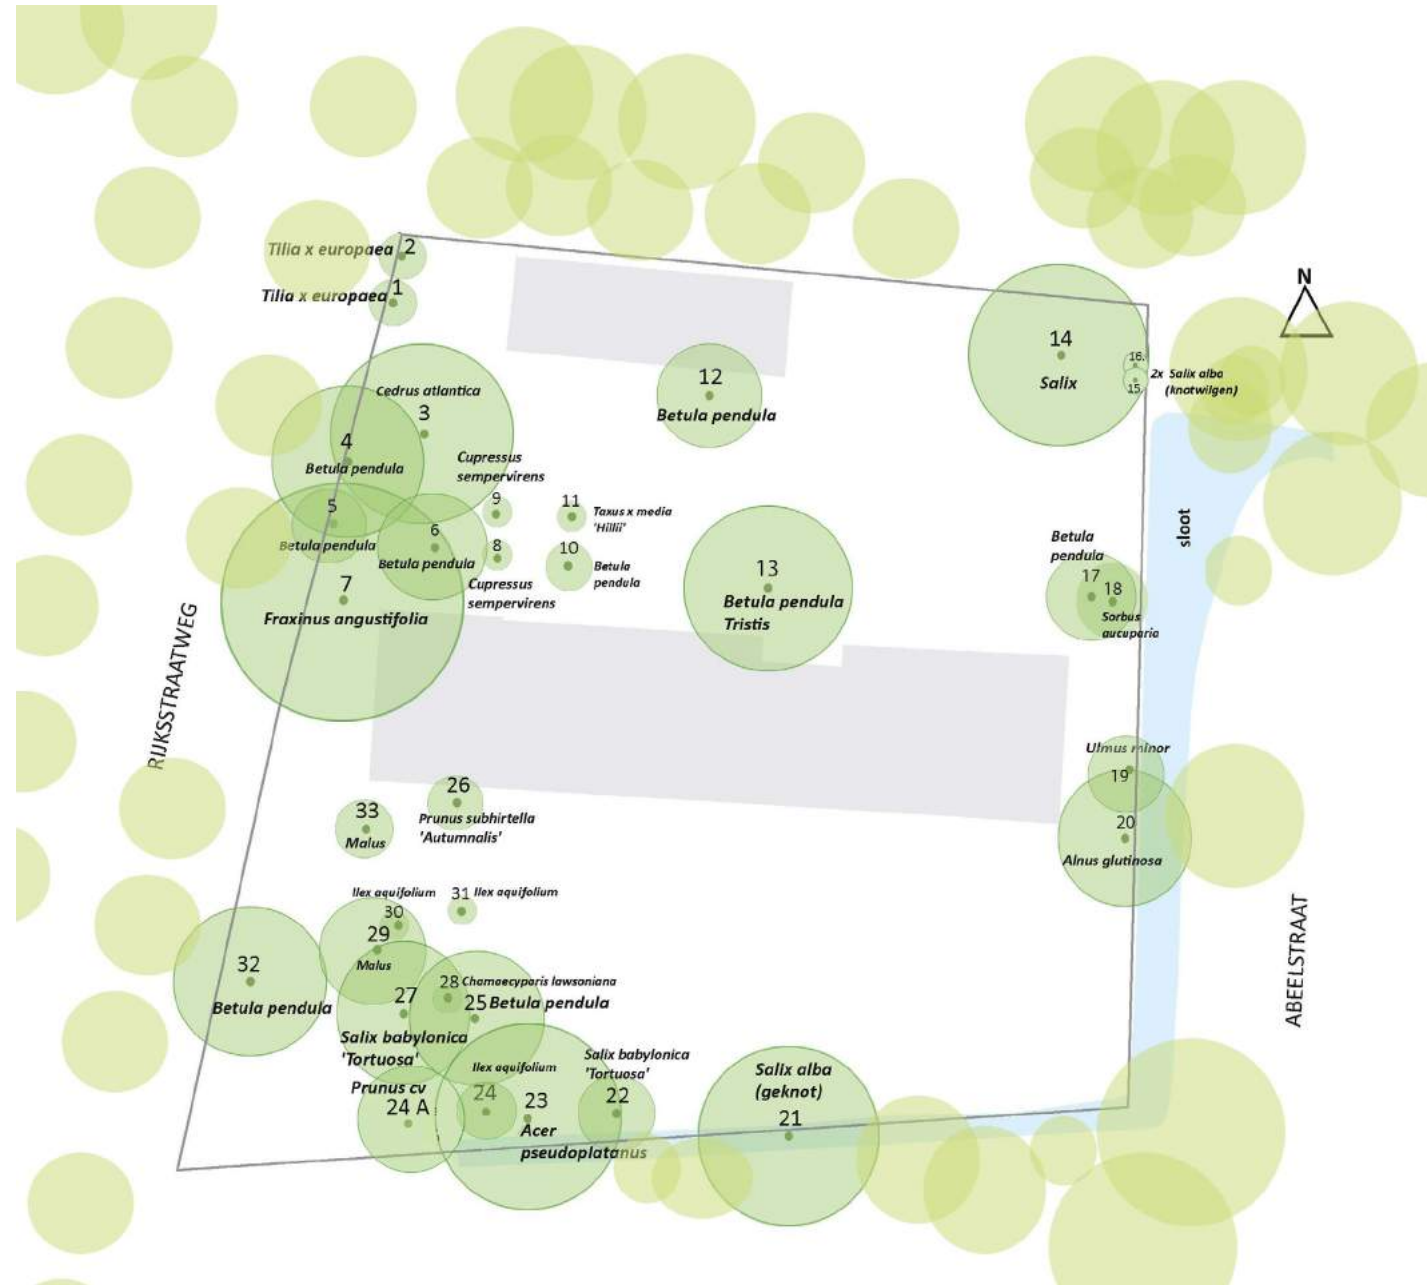 Tilia x europaea 2
Tilia x europaea 1
N
14
Salix
16.
15
2x Salix alba
(knotwilgen)
12
Betula pendula
Cedrus atlantica
3
4
Betula pendula
Cupressus
sempervirens
9
11
Taxus x media
'Hillii'
5
Betula pendula
6
Betula pendula
8
Cupressus
sempervirens
10
Betula
pendula
7
Fraxinus angustifolia
13
Betula pendula
Tristis
sloot
Betula
pendula
17
18
Sorbus
aucuparia
RIJKSSTRAATWEG
Ulmus minor
19
20
Alnus glutinosa
26
Prunus subhirtella
'Autumnalis'
33
Malus
Ilex aquifolium
30
31 Ilex aquifolium
29
Malus
ABEELSTRAAT
32
Betula pendula
28 Chamaecyparis lawsoniana
25 Betula pendula
27
Salix babylonica
'Tortuosa'
Prunus cv
24 A
Ilex aquifolium
24
23
Acer
pseudoplatanus
Salix babylonica
'Tortuosa'
22
Salix alba
(geknot)
21